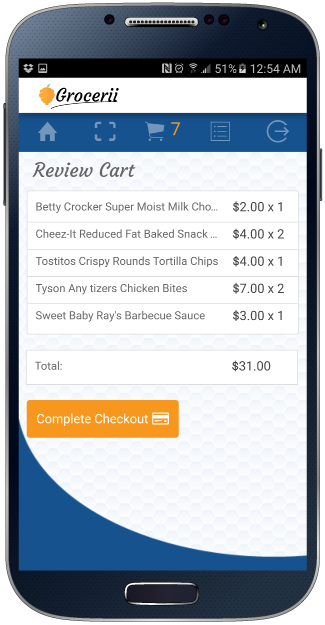 51% 12:54 AM
Grocerii
7
Review Cart
Betty Crocker Super Moist Milk Cho... $2.00 x 1
Cheez-It Reduced Fat Baked Snack ... $4.00 x 2
Tostitos Crispy Rounds Tortilla Chips $4.00 x 1
Tyson Any tizers Chicken Bites $7.00 x 2
Sweet Baby Ray's Barbecue Sauce $3.00 x 1
Total: $31.00
Complete Checkout